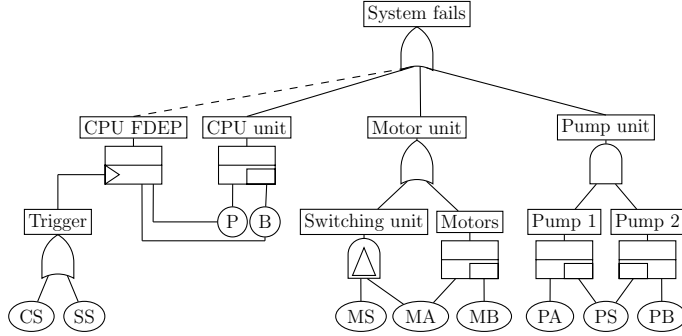 System fails
CPU FDEP CPU unit Motor unit Pump unit
Trigger P B Switching unit Motors Pump 1 Pump 2
CS SS MS MA MB PA PS PB